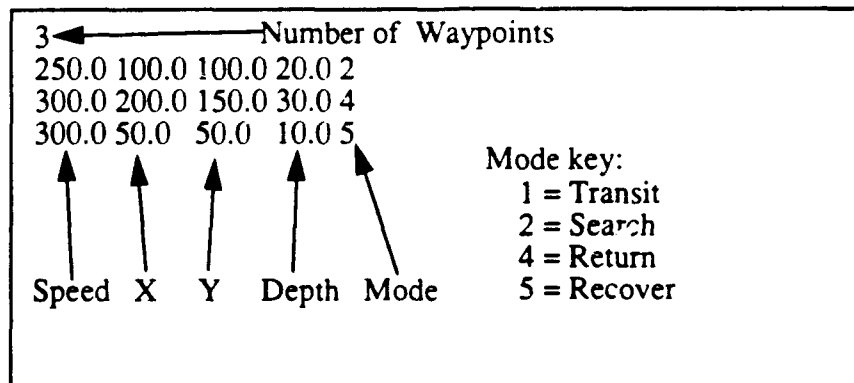 3 Number of Waypoints
250.0 100.0 100.0 20.0 2
300.0 200.0 150.0 30.0 4
300.0 50.0 50.0 10.0 5
Mode key:
1 = Transit
2 = Search
4 = Return
5 = Recover
Speed X Y Depth Mode